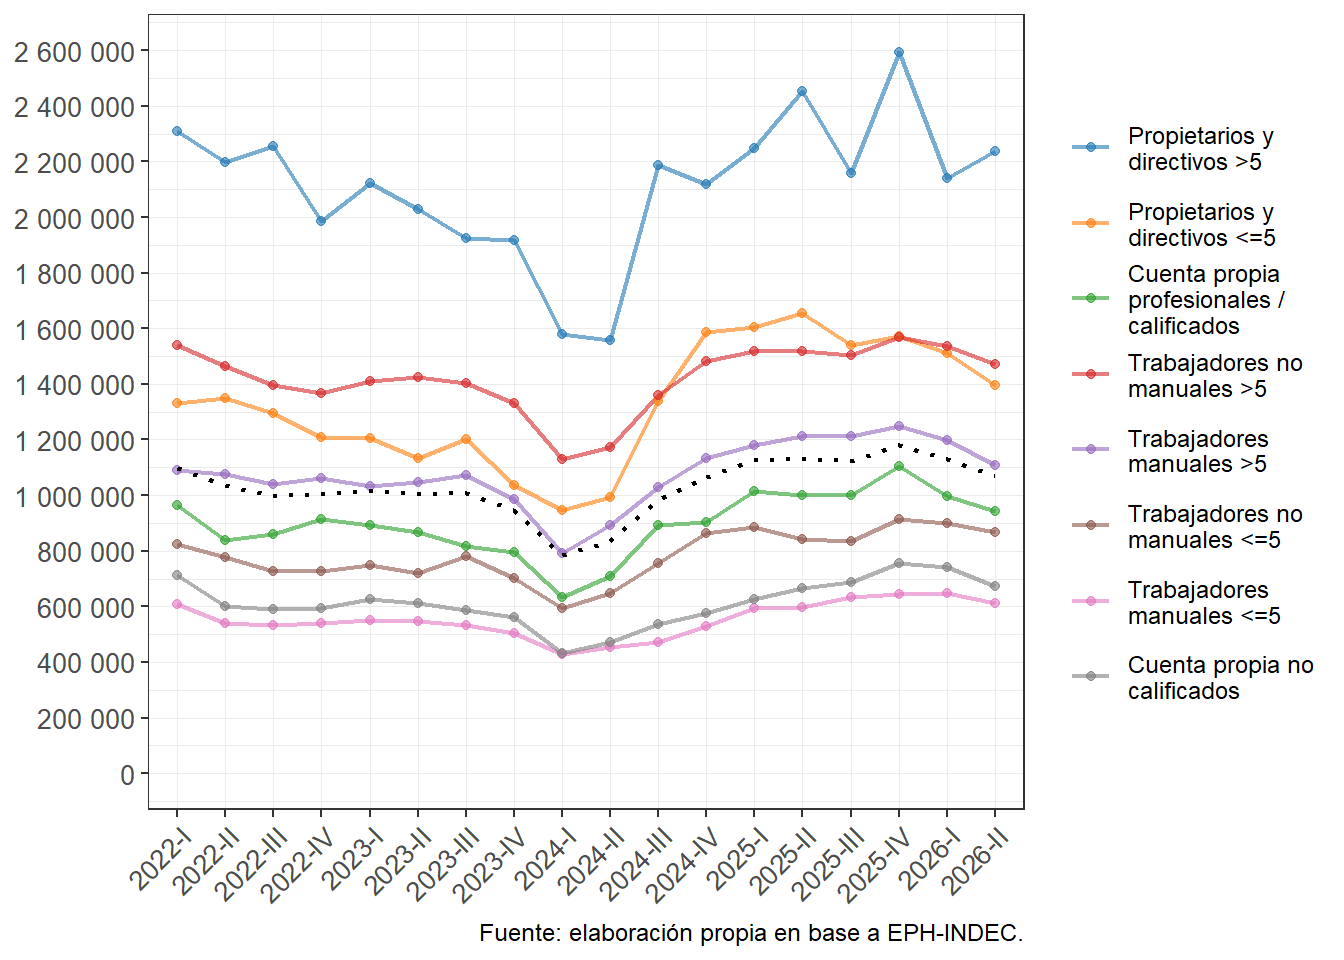 2 600 000
2 400 000
2 200 000
2 000 000
1 800 000
1 600 000
1 400 000
1 200 000
1 000 000
800 000
600 000
400 000
200 000
0
2022-I
2022-II
2022-III
2022-IV
2023-I
2023-II
2023-III
2023-IV
2024-I
2024-II
2024-III
2024-IV
2025-I
2025-II
2025-III
2025-IV
2026-I
2026-II
Propietarios y
directivos >5
Propietarios y
directivos <=5
Cuenta propia
profesionales /
calificados
Trabajadores no
manuales >5
Trabajadores
manuales >5
Trabajadores no
manuales <=5
Trabajadores
manuales <=5
Cuenta propia no
calificados
Fuente: elaboración propia en base a EPH-INDEC.